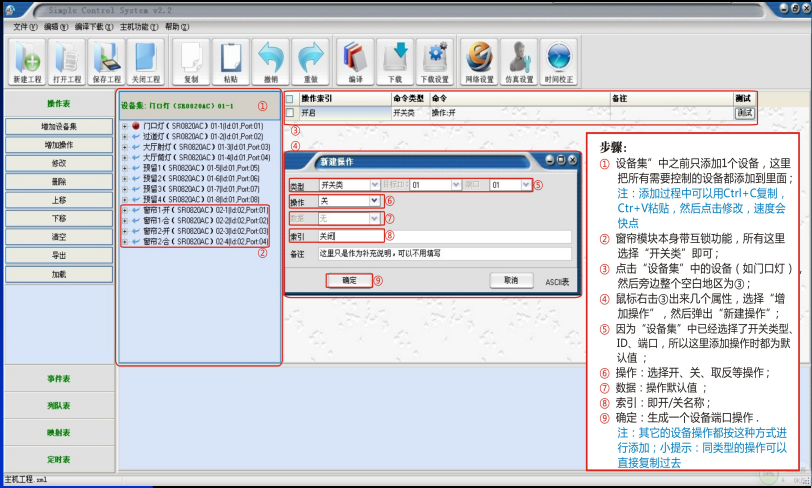 Simple Control System v2.2
文件(F) 编辑(E) 编译下载(C) 主机功能(T) 帮助(H)
新建工程 打开工程 保存工程 关闭工程 复制 粘贴 撤销 重做 编译 下载 下载设置 网络设置 仿真设置 时间校正
操作表
增加设备集
增加操作
修改
删除
上移
下移
清空
导出
加载
事件表
列队表
映射表
定时表
主机工程.xml
设备集: 门口灯(SR0820AC) 01-1 ①
门口灯( SR0820AC ) 01-1(Id:01,Port:01)
过道灯( SR0820AC ) 01-2(Id:01,Port:02)
大厅射灯( SR0820AC ) 01-3(Id:01,Port:03)
大厅筒灯( SR0820AC ) 01-4(Id:01,Port:04)
预留1( SR0820AC ) 01-5(Id:01,Port:05)
预留2( SR0820AC ) 01-6(Id:01,Port:06)
预留3( SR0820AC ) 01-7(Id:01,Port:07)
预留4( SR0820AC ) 01-8(Id:01,Port:08)
窗帘1-开( SR0820AC ) 02-1(Id:02,Port:01)
窗帘1-合( SR0820AC ) 02-2(Id:02,Port:02)
窗帘2-开( SR0820AC ) 02-3(Id:02,Port:03)
窗帘2-合( SR0820AC ) 02-4(Id:02,Port:04)
②
操作索引 命令类型 命令 备注 测试
开启 开关类 操作:开 测试
③
④
新建操作
类型 开关类 目标ID: 01 端口 01 ⑤
操作 关 ⑥
数据 无 ⑦
索引 关闭 ⑧
备注 这里只是作为补充说明，可以不用填写
确定 ⑨ 取消 ASCII表
步骤：
① 设备集”中之前只添加1个设备，这里
把所有需要控制的设备都添加到里面；
注：添加过程中可以用Ctrl+C复制，
Ctr+V粘贴，然后点击修改，速度会
快点
② 窗帘模块本身带互锁功能，所有这里
选择“开关类”即可；
③ 点击“设备集”中的设备（如门口灯），
然后旁边整个空白地区为③；
④ 鼠标右击③出来几个属性，选择“增
加操作”，然后弹出“新建操作”；
⑤ 因为“设备集”中已经选择了开关类型、
ID、端口，所以这里添加操作时都为默
认值；
⑥ 操作：选择开、关、取反等操作；
⑦ 数据：操作默认值；
⑧ 索引：即开/关名称；
⑨ 确定：生成一个设备端口操作.
注：其它的设备操作都按这种方式进
行添加；小提示：同类型的操作可以
直接复制过去